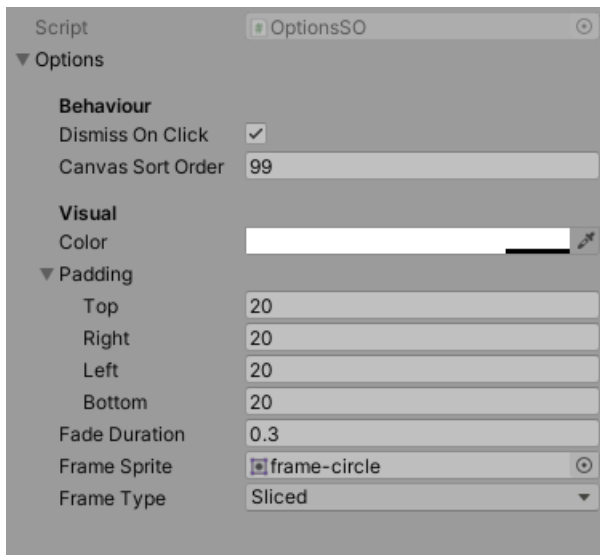 Script OptionsSO
Options
Behaviour
Dismiss On Click
Canvas Sort Order 99
Visual
Color
Padding
Top 20
Right 20
Left 20
Bottom 20
Fade Duration 0.3
Frame Sprite frame-circle
Frame Type Sliced